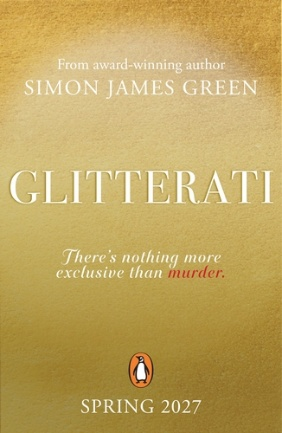 From award-winning author
SIMON JAMES GREEN
GLITTERATI
There's nothing more
exclusive than murder.
SPRING 2027